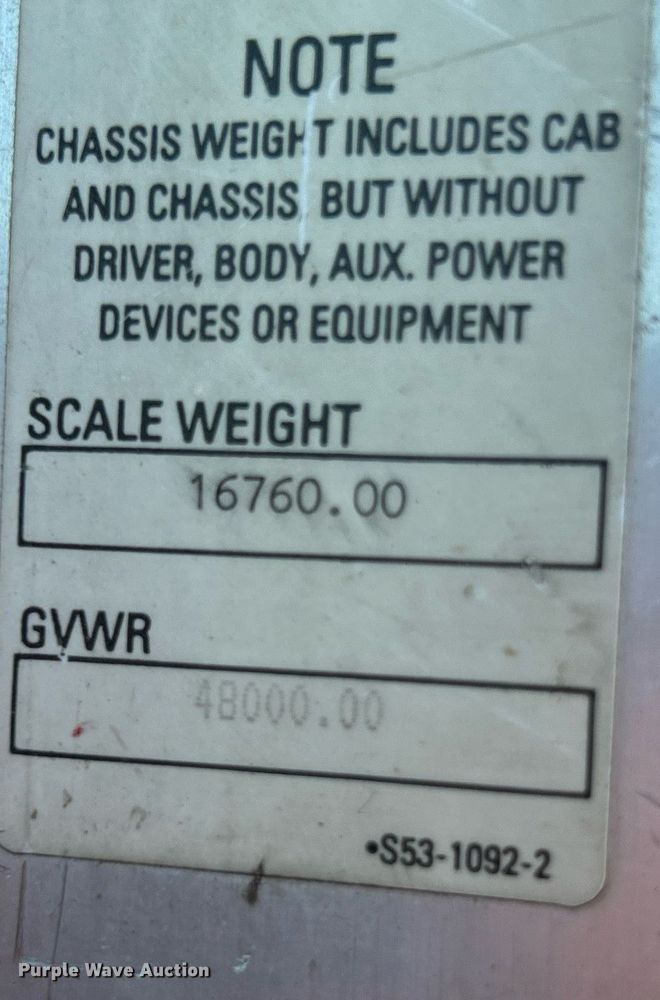 NOTE
CHASSIS WEIGHT INCLUDES CAB
AND CHASSIS, BUT WITHOUT
DRIVER, BODY, AUX. POWER
DEVICES OR EQUIPMENT
SCALE WEIGHT
16760.00
GVWR
48000.00
•S53-1092-2
Purple Wave Auction